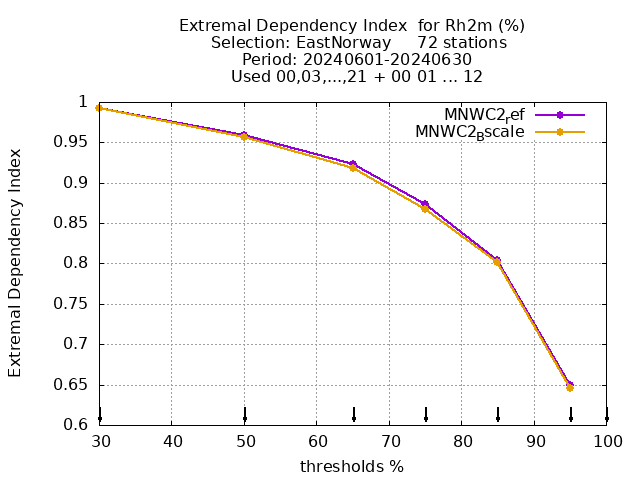 Extremal Dependency Index  for Rh2m (%)
Selection: EastNorway     72 stations
Period: 20240601-20240630
Used 00,03,...,21 + 00 01 ... 12
MNWC2ref
MNWC2Bscale
Extremal Dependency Index
1
0.95
0.9
0.85
0.8
0.75
0.7
0.65
0.6
30 40 50 60 70 80 90 100
thresholds %